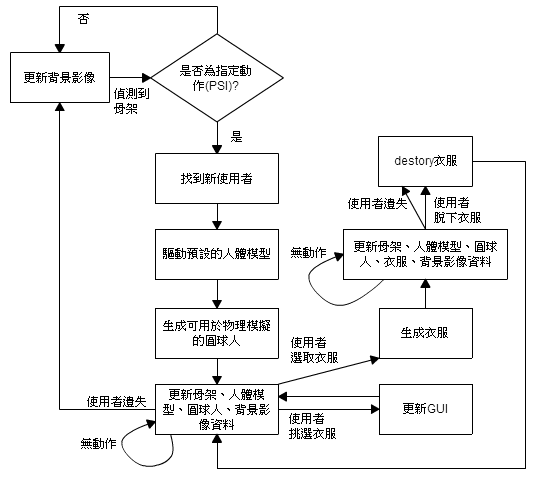 否
更新背景影像
偵測到
骨架
是否為指定動
作(PSI)?
是
找到新使用者
驅動預設的人體模型
生成可用於物理模擬
的圓球人
更新骨架、人體模
型、圓球人、背景影
像資料
使用者遺失
無動作
使用者
選取衣服
使用者
挑選衣服
更新GUI
生成衣服
更新骨架、人體模型、圓球
人、衣服、背景影像資料
無動作
使用者遺失
使用者
脫下衣服
destory衣服